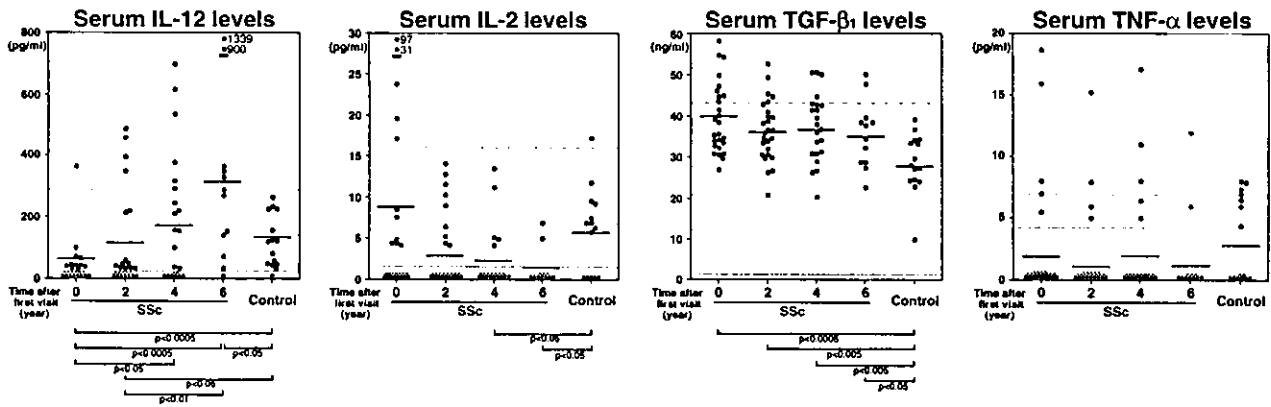 Serum IL-12 levels
(pg/ml)
800
600
400
200
0
1339
900
Time after
first visit
(year)
0 2 4 6 Control
SSc
p<0.0005
p<0.0005 p<0.05
p<0.05
p<0.05
p<0.01
Serum IL-2 levels
(pg/ml)
30
25
20
15
10
5
0
97
31
Time after
first visit
(year)
0 2 4 6 Control
SSc
p<0.05
p<0.05
Serum TGF-β₁ levels
(ng/ml)
60
50
40
30
20
10
0
Time after
first visit
(year)
0 2 4 6 Control
SSc
p<0.0005
p<0.005
p<0.005
p<0.05
Serum TNF-α levels
(pg/ml)
20
15
10
5
0
Time after
first visit
(year)
0 2 4 6 Control
SSc